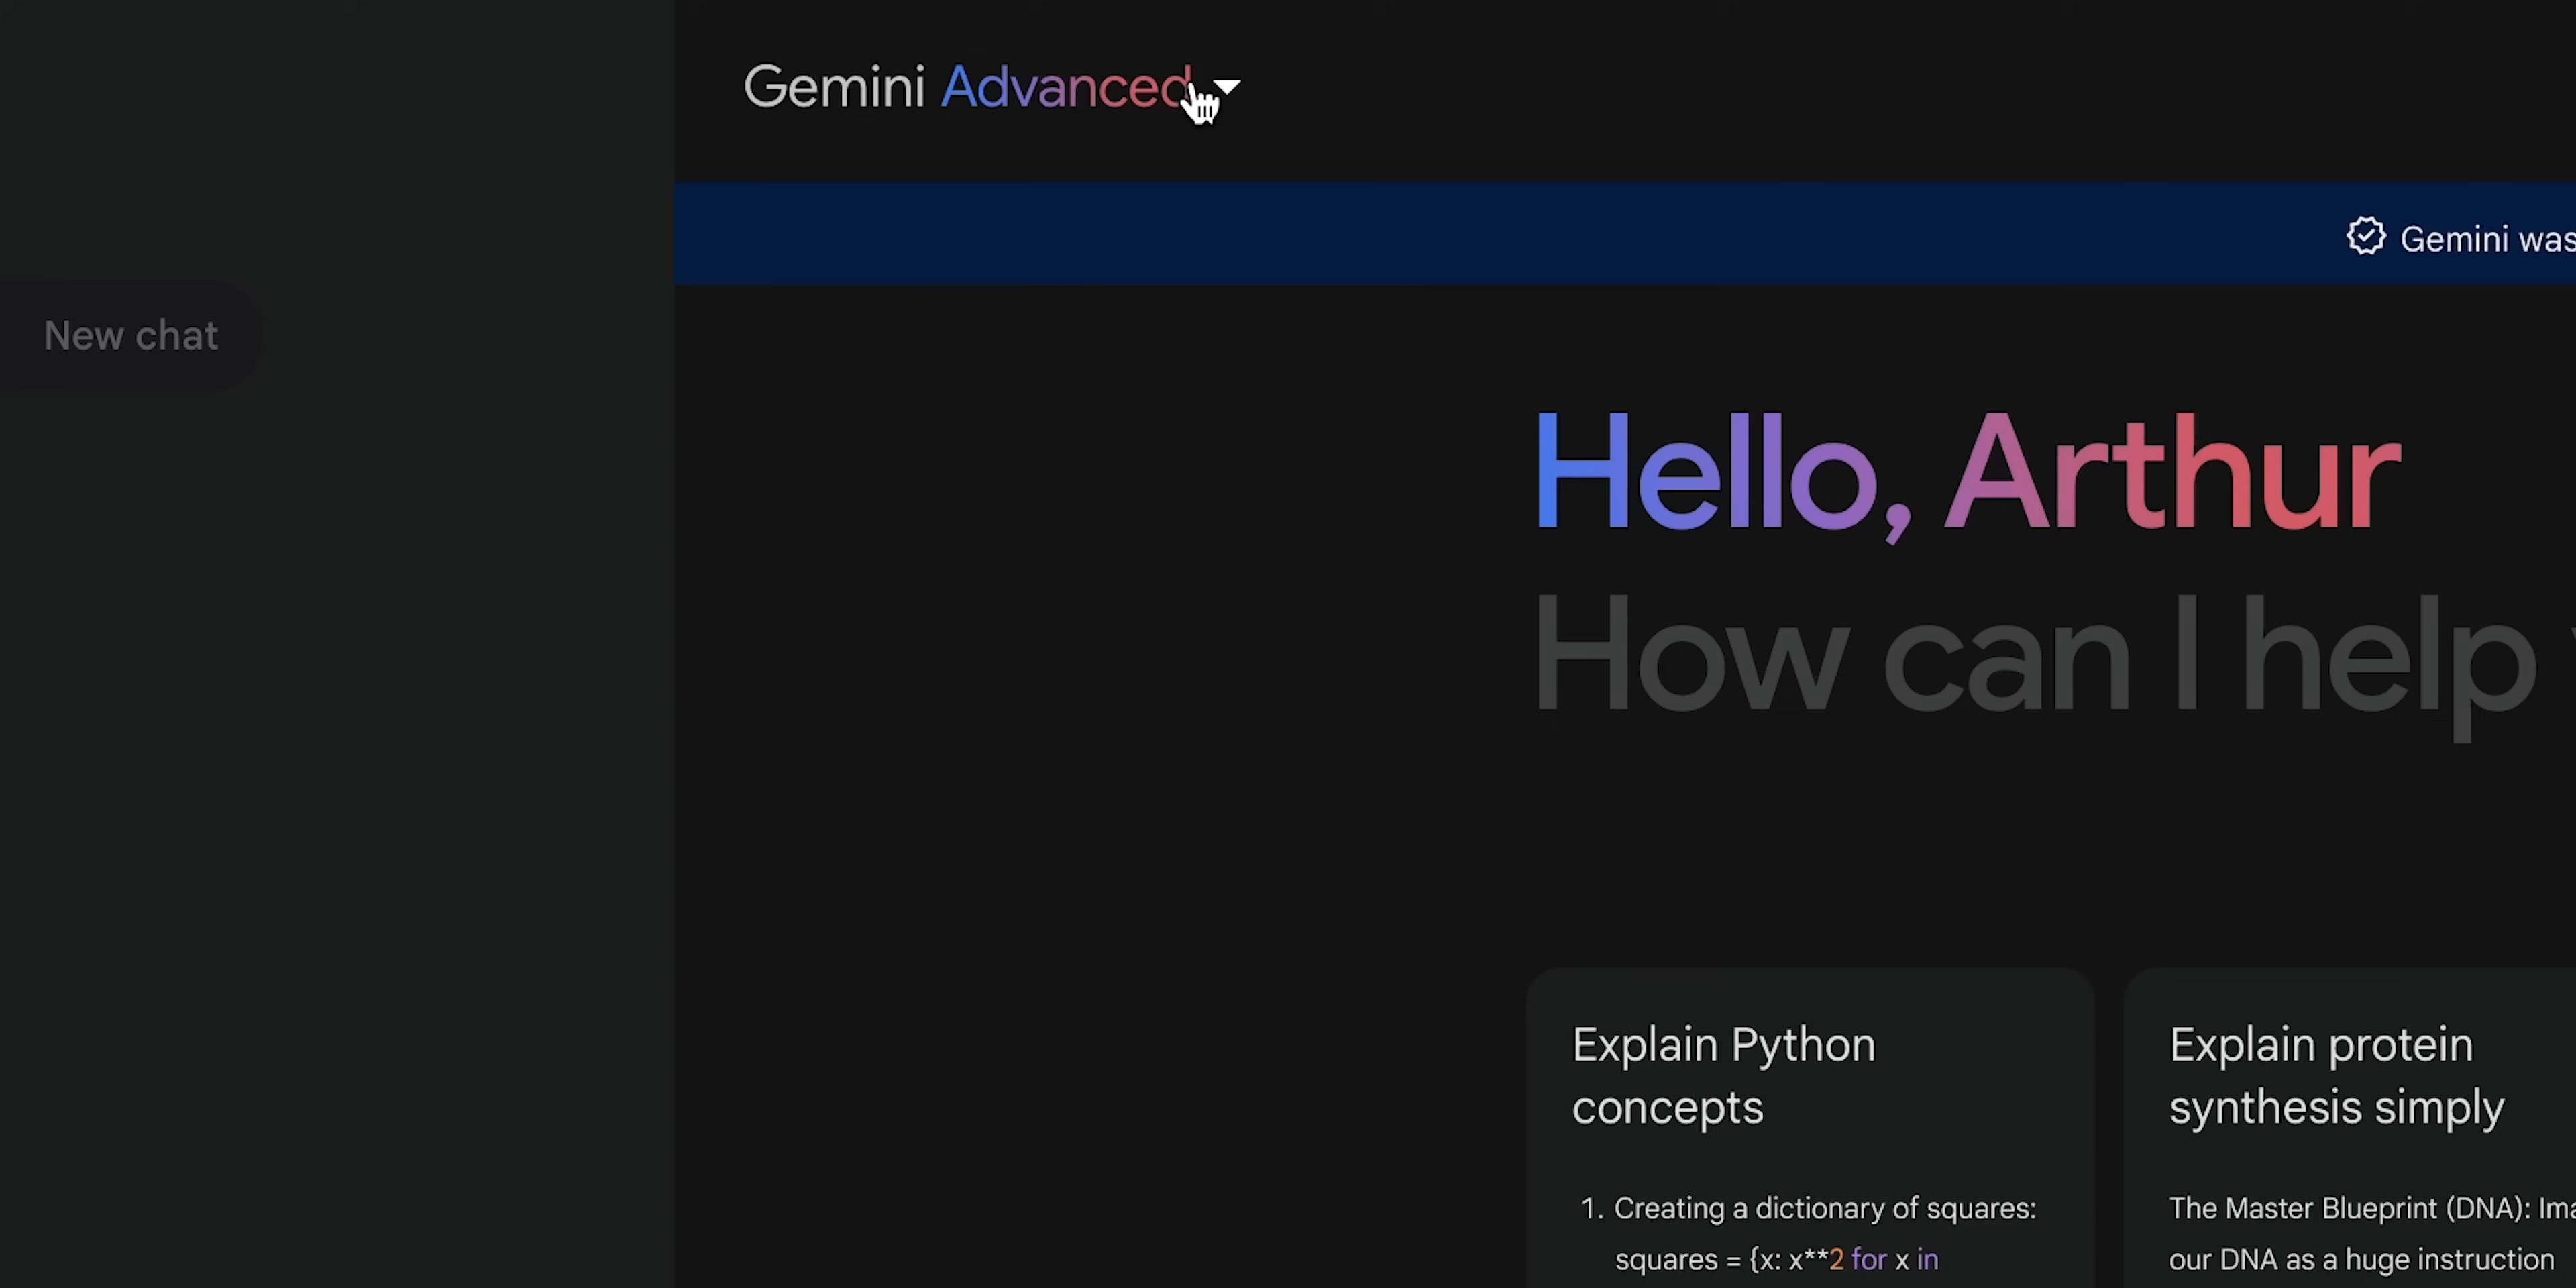 Gemini Advanced
Gemini was
New chat
Hello, Arthur
How can I help
Explain Python
concepts
1. Creating a dictionary of squares:
squares = {x: x**2 for x in
Explain protein
synthesis simply
The Master Blueprint (DNA):
our DNA as a huge instruction